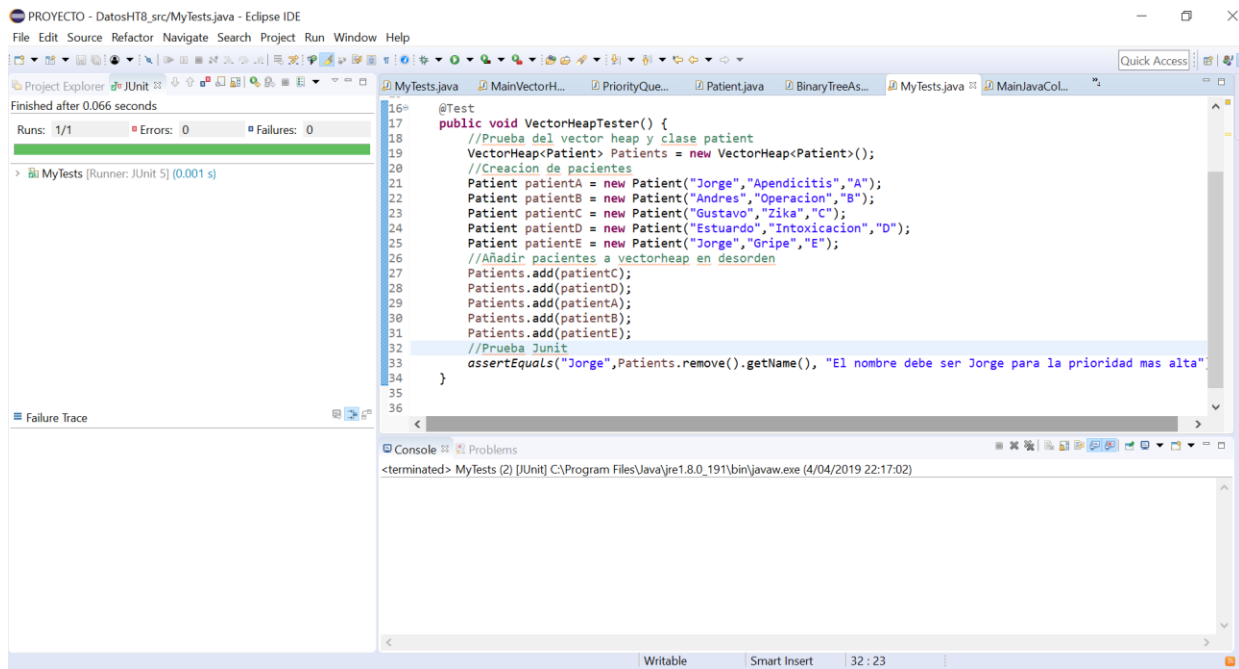 PROYECTO - DatosHT8_src/MyTests.java - Eclipse IDE
File Edit Source Refactor Navigate Search Project Run Window Help
Quick Access
Project Explorer JUnit
Finished after 0.066 seconds
Runs: 1/1 Errors: 0 Failures: 0
MyTests [Runner: JUnit 5] (0.001 s)
Failure Trace
MyTests.java MainVectorH... PriorityQue... Patient.java BinaryTreeAs... MyTests.java MainJavaCol... »2
16 @Test
17 public void VectorHeapTester() {
18 //Prueba del vector heap y clase patient
19 VectorHeap<Patient> Patients = new VectorHeap<Patient>();
20 //Creacion de pacientes
21 Patient patientA = new Patient("Jorge","Apendicitis","A");
22 Patient patientB = new Patient("Andres","Operacion","B");
23 Patient patientC = new Patient("Gustavo","Zika","C");
24 Patient patientD = new Patient("Estuardo","Intoxicacion","D");
25 Patient patientE = new Patient("Jorge","Gripe","E");
26 //Añadir pacientes a vectorheap en desorden
27 Patients.add(patientC);
28 Patients.add(patientD);
29 Patients.add(patientA);
30 Patients.add(patientB);
31 Patients.add(patientE);
32 //Prueba Junit
33 assertEquals("Jorge",Patients.remove().getName(), "El nombre debe ser Jorge para la prioridad mas alta")
34 }
35
36
Console Problems
<terminated> MyTests (2) [JUnit] C:\Program Files\Java\jre1.8.0_191\bin\javaw.exe (4/04/2019 22:17:02)
Writable Smart Insert 32 : 23